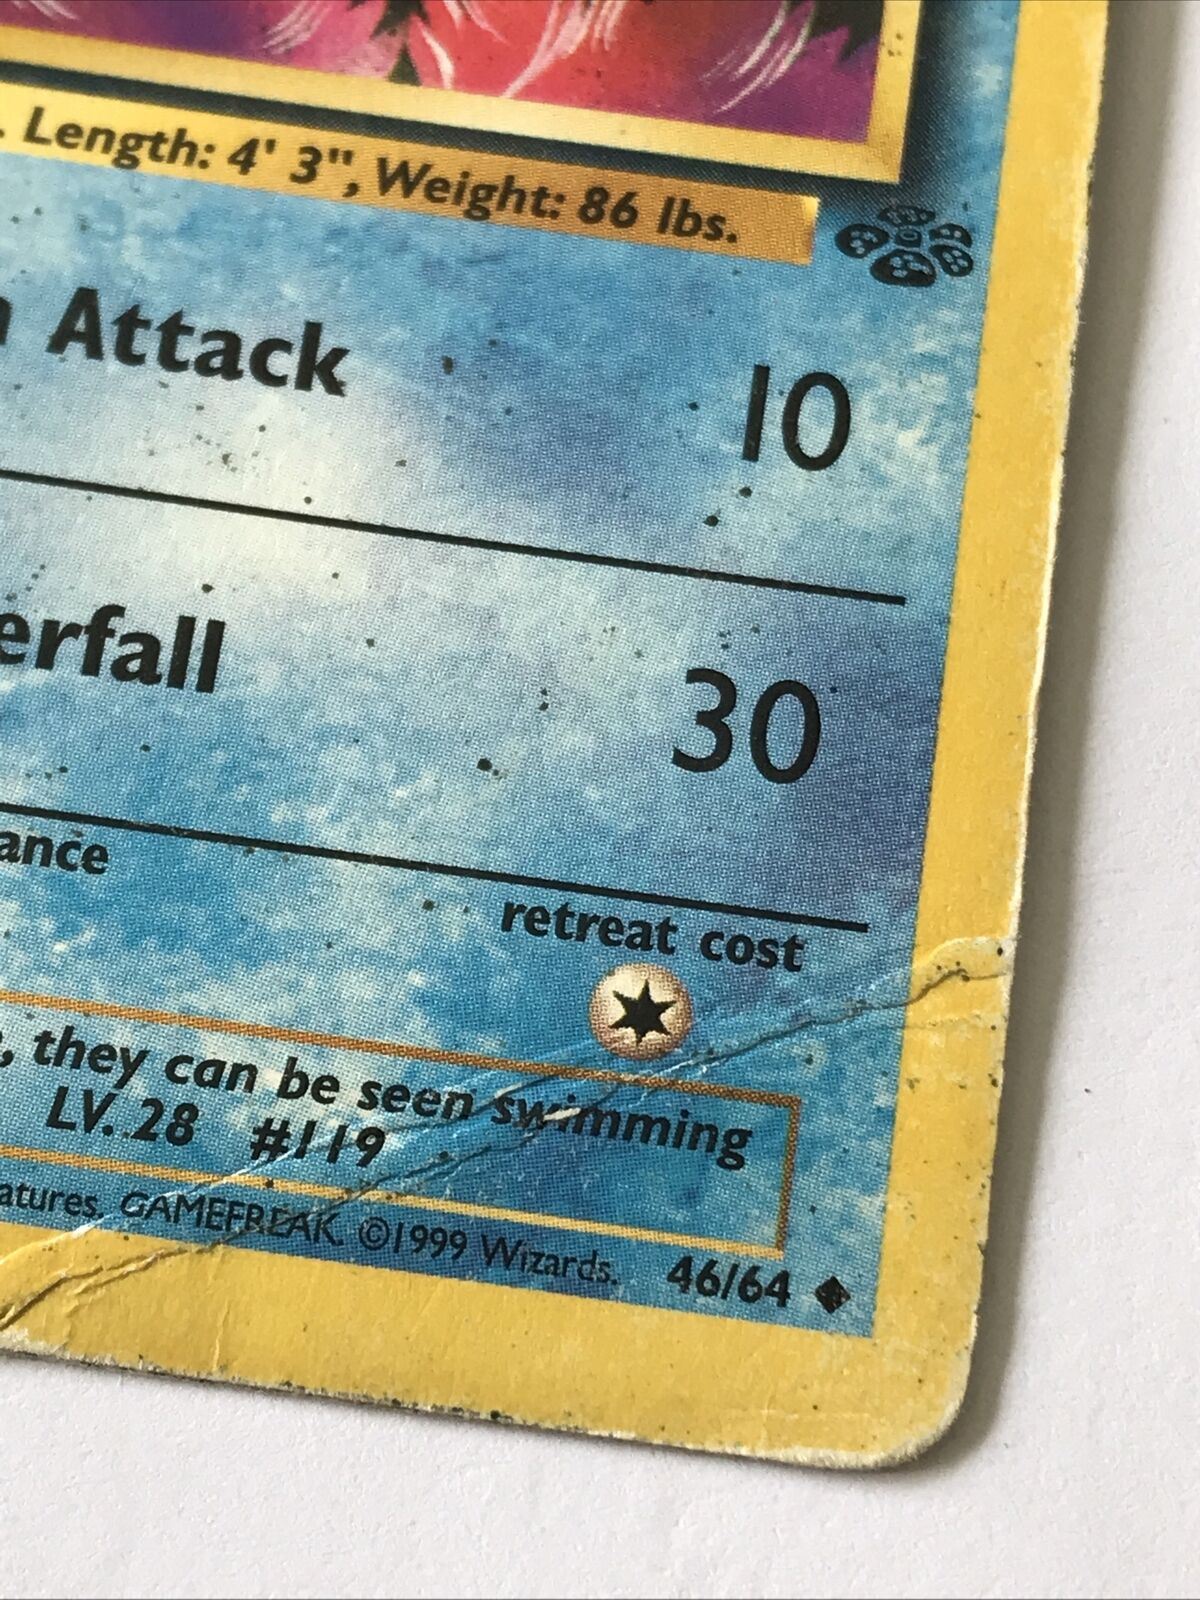 . Length: 4' 3", Weight: 86 lbs.
Attack 10
erfall 30
ance
retreat cost
, they can be seen swimming
LV. 28 #119
atures. GAMEFREAK. ©1999 Wizards. 46/64